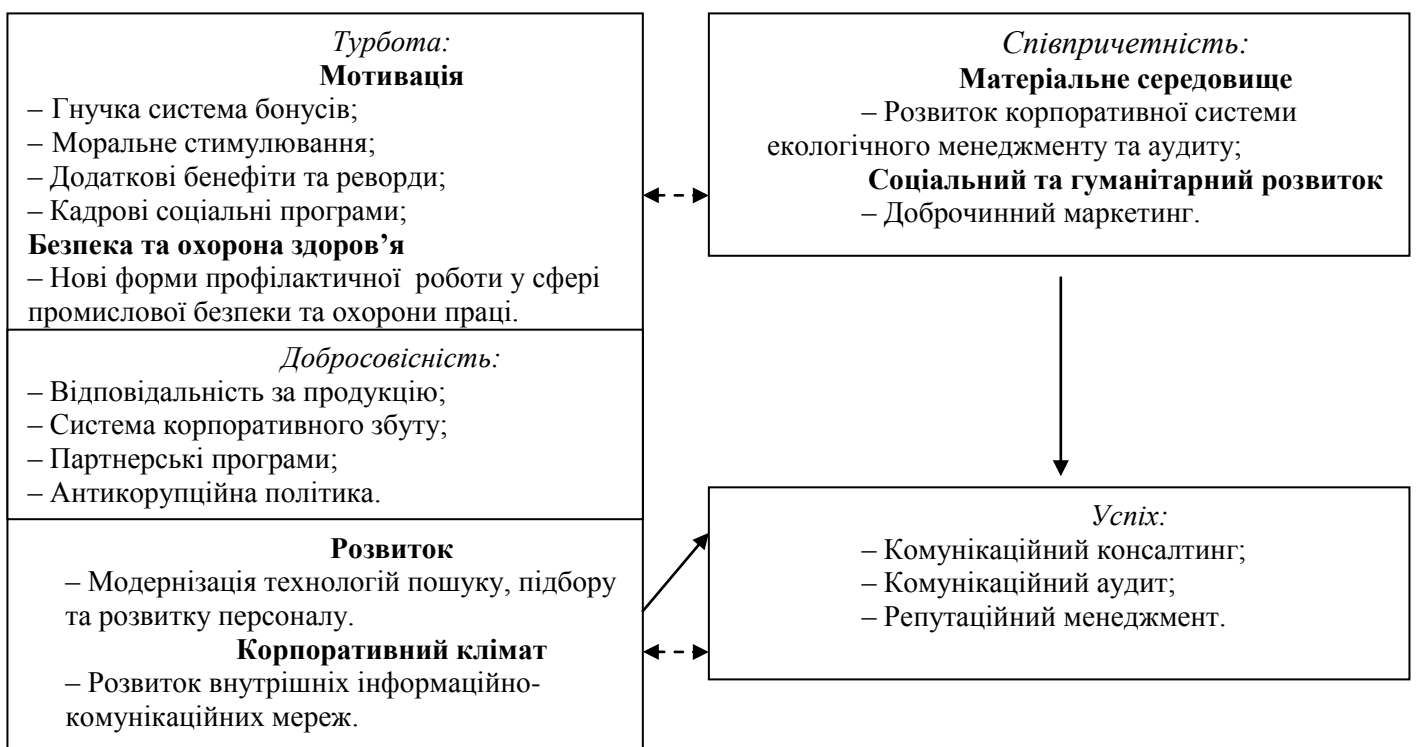 Турбота:
Мотивація
– Гнучка система бонусів;
– Моральне стимулювання;
– Додаткові бенефіти та реворди;
– Кадрові соціальні програми;
Безпека та охорона здоров’я
– Нові форми профілактичної роботи у сфері
промислової безпеки та охорони праці.
Добросовісність:
– Відповідальність за продукцію;
– Система корпоративного збуту;
– Партнерські програми;
– Антикорупційна політика.
Розвиток
– Модернізація технологій пошуку, підбору
та розвитку персоналу.
Корпоративний клімат
– Розвиток внутрішніх інформаційно-
комунікаційних мереж.
Співпричетність:
Матеріальне середовище
– Розвиток корпоративної системи
екологічного менеджменту та аудиту;
Соціальний та гуманітарний розвиток
– Доброчинний маркетинг.
Успіх:
– Комунікаційний консалтинг;
– Комунікаційний аудит;
– Репутаційний менеджмент.